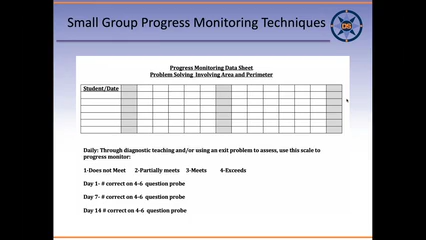 Small Group Progress Monitoring Techniques
Progress Monitoring Data Sheet
Problem Solving Involving Area and Perimeter
Student/Date
Daily: Through diagnostic teaching and/or using an exit problem to assess, use this scale to
progress monitor:
1-Does not Meet 2-Partially meets 3-Meets 4-Exceeds
Day 1- # correct on 4-6 question probe
Day 7- # correct on 4-6 question probe
Day 14 # correct on 4-6 question probe